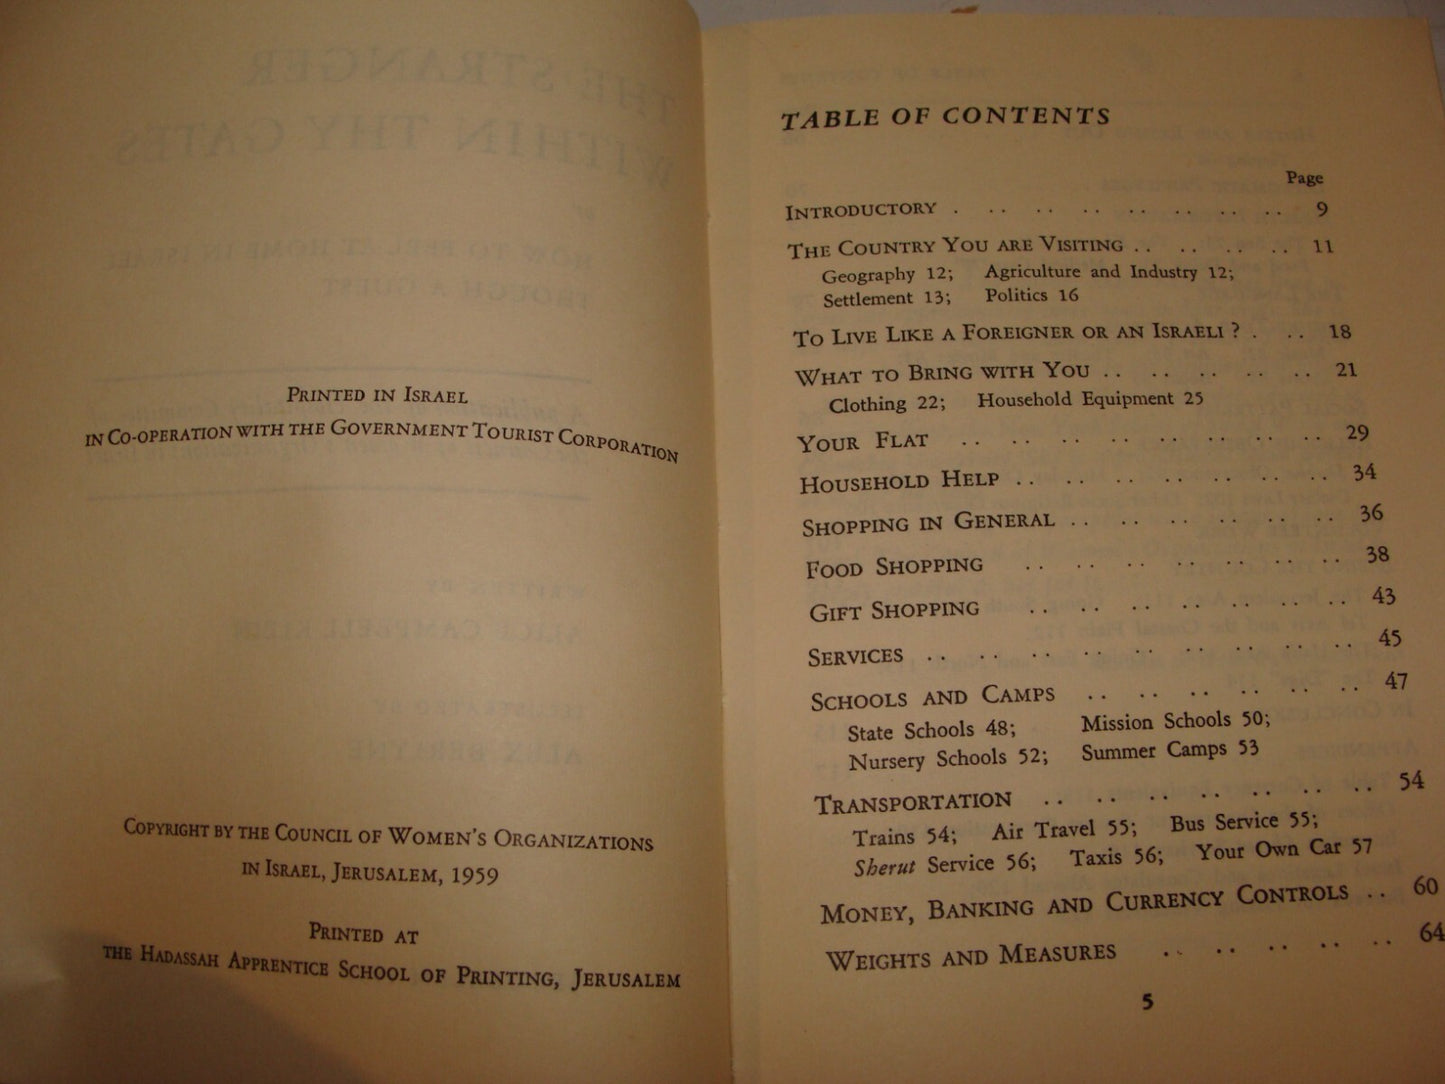 PRINTED IN ISRAEL
IN CO-OPERATION WITH THE GOVERNMENT TOURIST CORPORATION
COPYRIGHT BY THE COUNCIL OF WOMEN'S ORGANIZATIONS
IN ISRAEL, JERUSALEM, 1959
PRINTED AT
THE HADASSAH APPRENTICE SCHOOL OF PRINTING, JERUSALEM
TABLE OF CONTENTS
Page
INTRODUCTORY . .. .. .. .. .. .. .. 9
THE COUNTRY YOU ARE VISITING .. .. .. .. 11
Geography 12; Agriculture and Industry 12;
Settlement 13; Politics 16
TO LIVE LIKE A FOREIGNER OR AN ISRAELI ? . .. 18
WHAT TO BRING WITH YOU .. .. .. .. .. 21
Clothing 22; Household Equipment 25
YOUR FLAT .. .. .. .. .. .. .. .. 29
HOUSEHOLD HELP .. .. .. .. .. .. .. 34
SHOPPING IN GENERAL .. .. .. .. .. .. 36
FOOD SHOPPING .. .. .. .. .. .. .. 38
GIFT SHOPPING .. .. .. .. .. .. .. 43
SERVICES .. .. .. .. .. .. .. .. .. 45
SCHOOLS AND CAMPS .. .. .. .. .. .. 47
State Schools 48; Mission Schools 50;
Nursery Schools 52; Summer Camps 53
TRANSPORTATION .. .. .. .. .. .. .. 54
Trains 54; Air Travel 55; Bus Service 55;
Sherut Service 56; Taxis 56; Your Own Car 57
MONEY, BANKING AND CURRENCY CONTROLS .. 60
WEIGHTS AND MEASURES .. .. .. .. .. 64
5